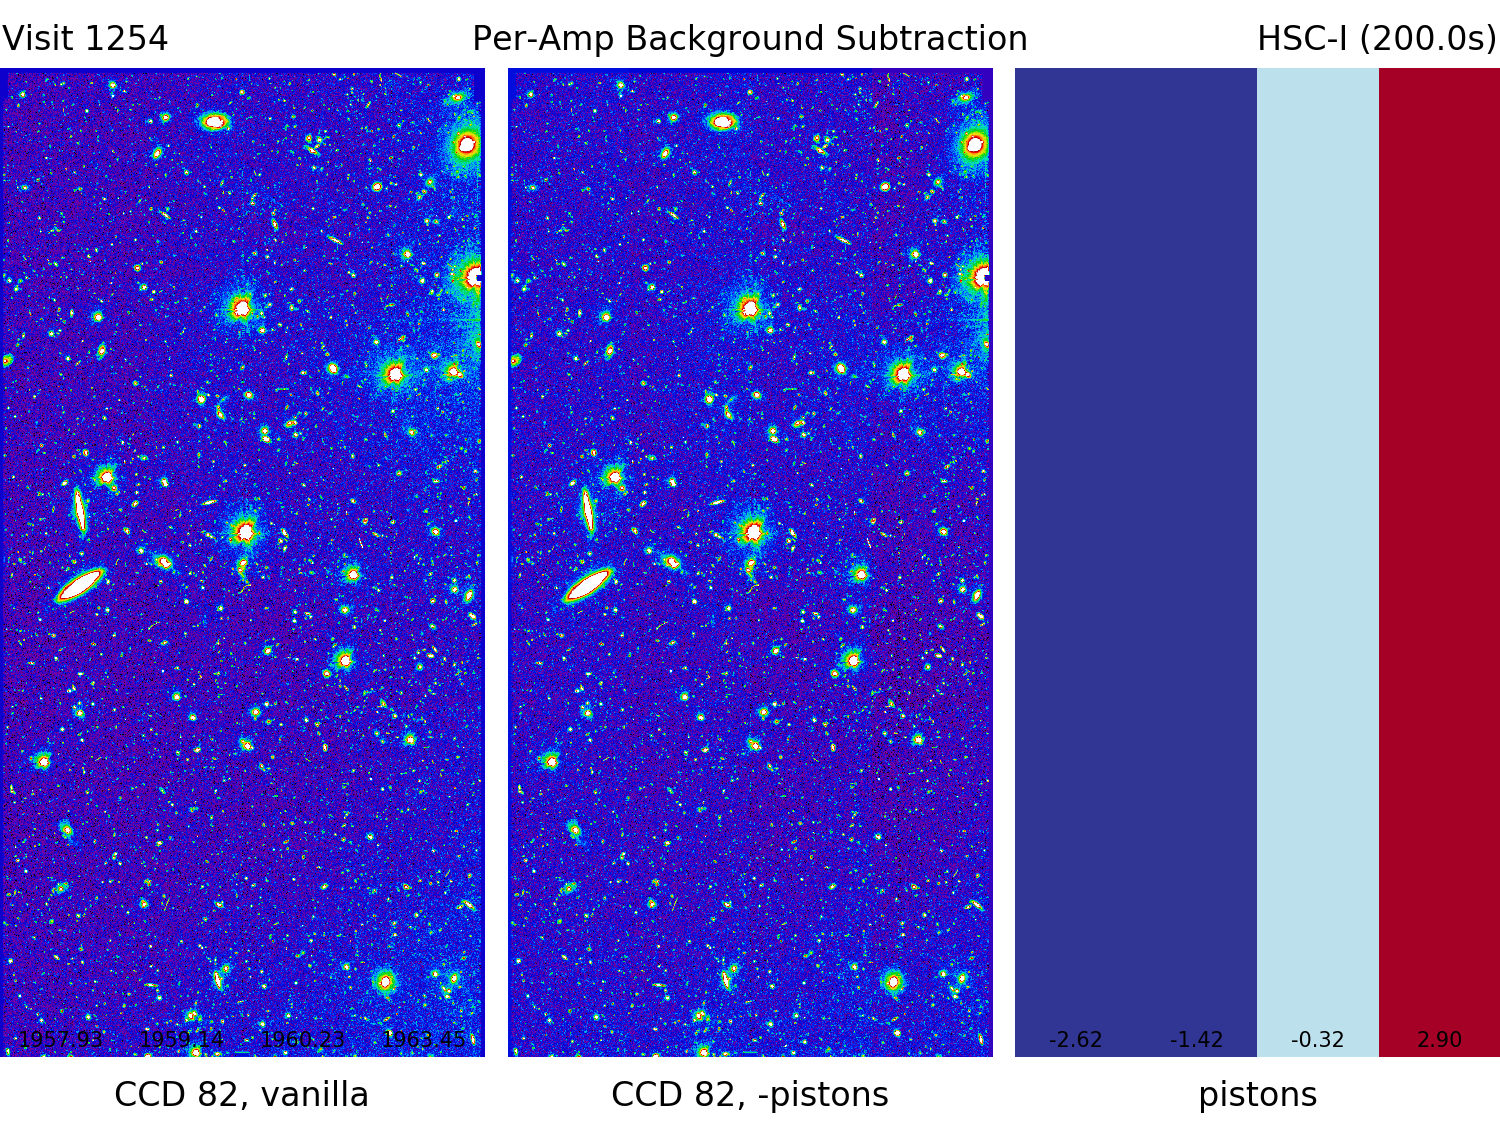 Visit 1254 Per-Amp Background Subtraction HSC-I (200.0s)
1957.93 1959.14 1960.23 1963.45 -2.62 -1.42 -0.32 2.90
CCD 82, vanilla CCD 82, -pistons pistons